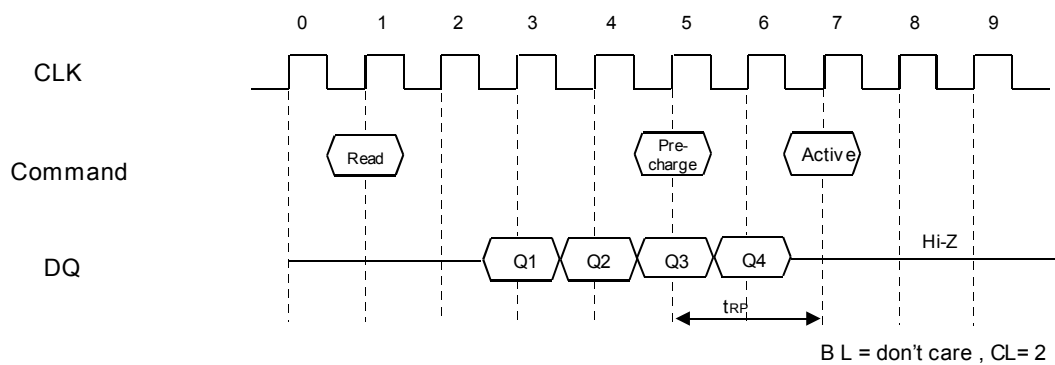 0 1 2 3 4 5 6 7 8 9
CLK
Command
Read
Pre-
charge
Active
DQ
Q1 Q2 Q3 Q4
Hi-Z
tRP
B L = don't care , CL= 2